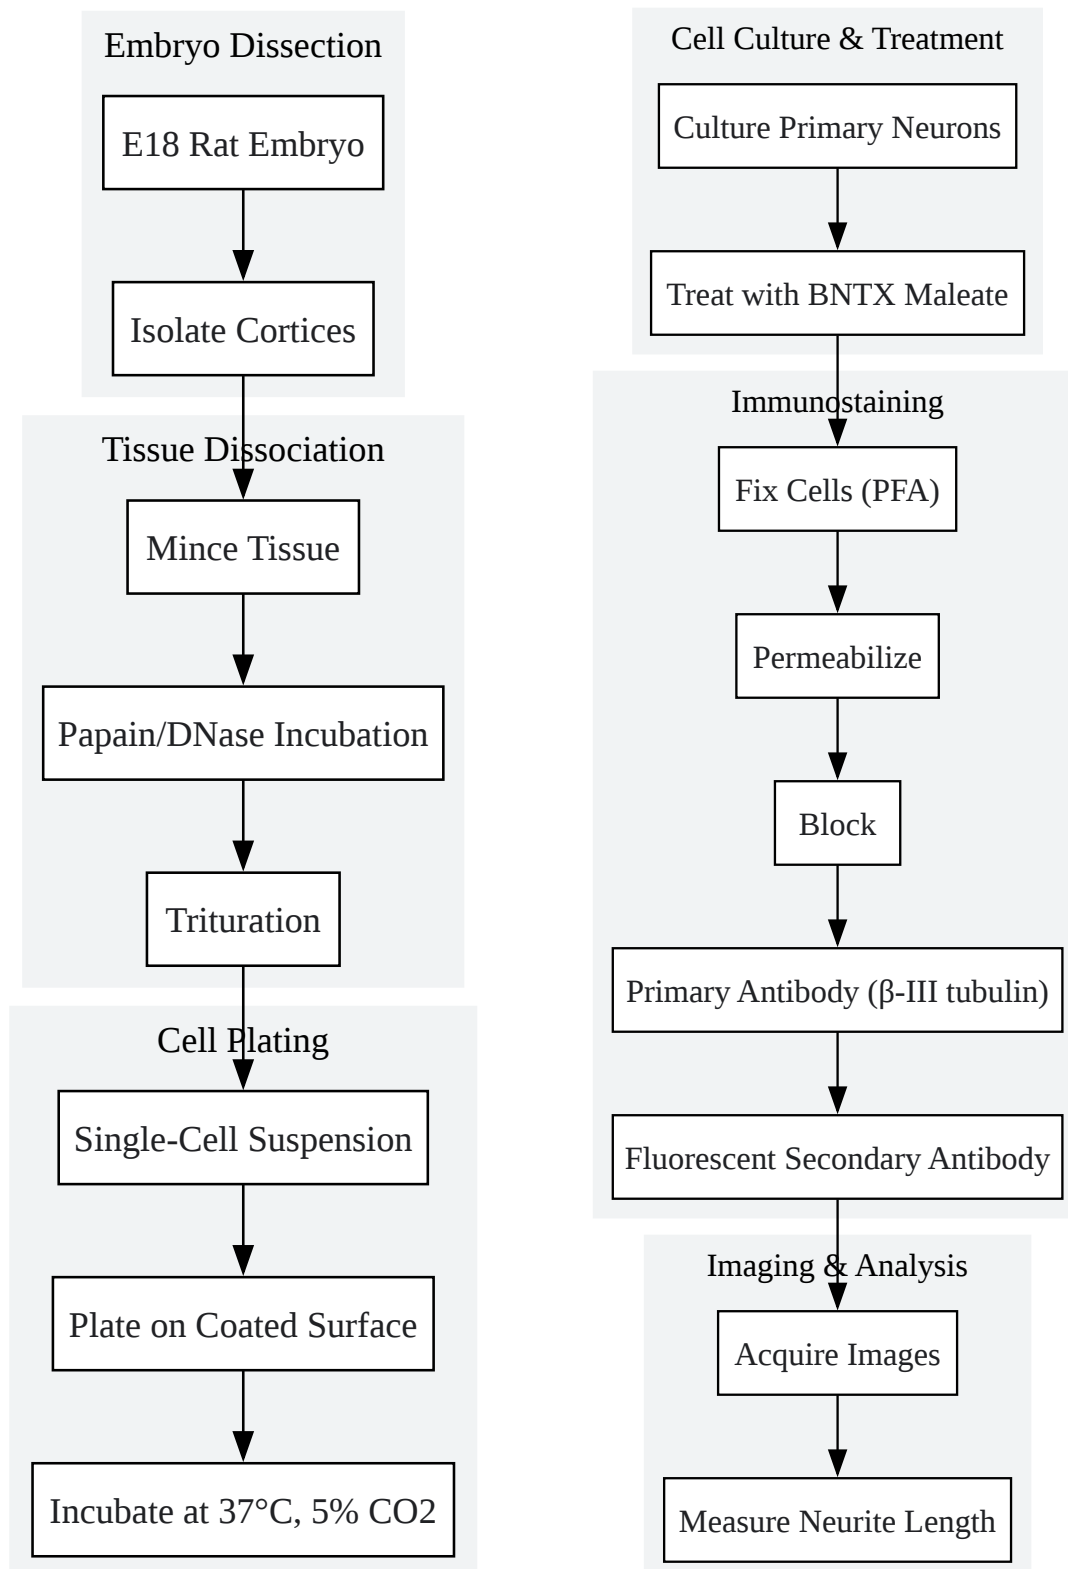 Embryo Dissection
E18 Rat Embryo
Isolate Cortices
Tissue Dissociation
Mince Tissue
Papain/DNase Incubation
Trituration
Cell Plating
Single-Cell Suspension
Plate on Coated Surface
Incubate at 37°C, 5% CO2
Cell Culture & Treatment
Culture Primary Neurons
Treat with BNTX Maleate
Immunostaining
Fix Cells (PFA)
Permeabilize
Block
Primary Antibody (β-III tubulin)
Fluorescent Secondary Antibody
Imaging & Analysis
Acquire Images
Measure Neurite Length